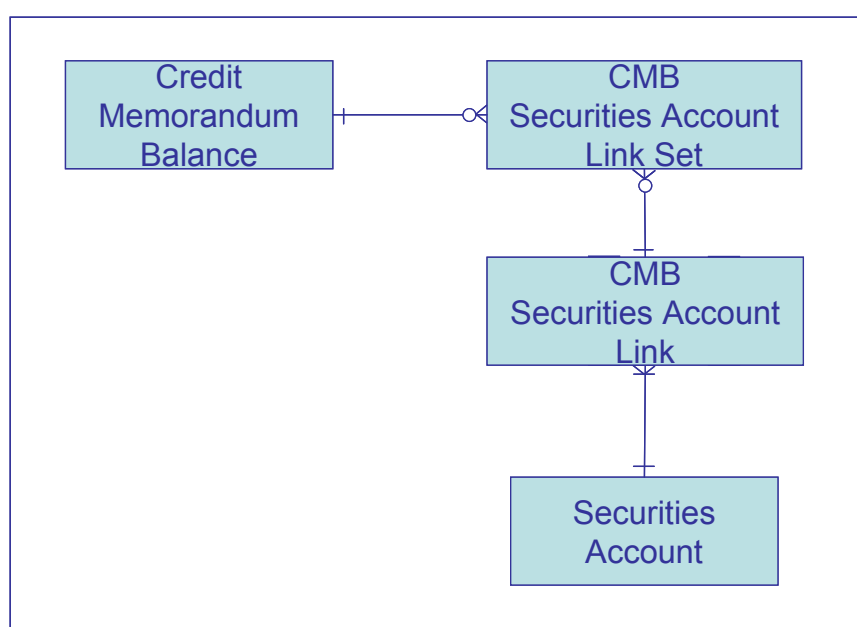 Credit
Memorandum
Balance
CMB
Securities Account
Link Set
CMB
Securities Account
Link
Securities
Account